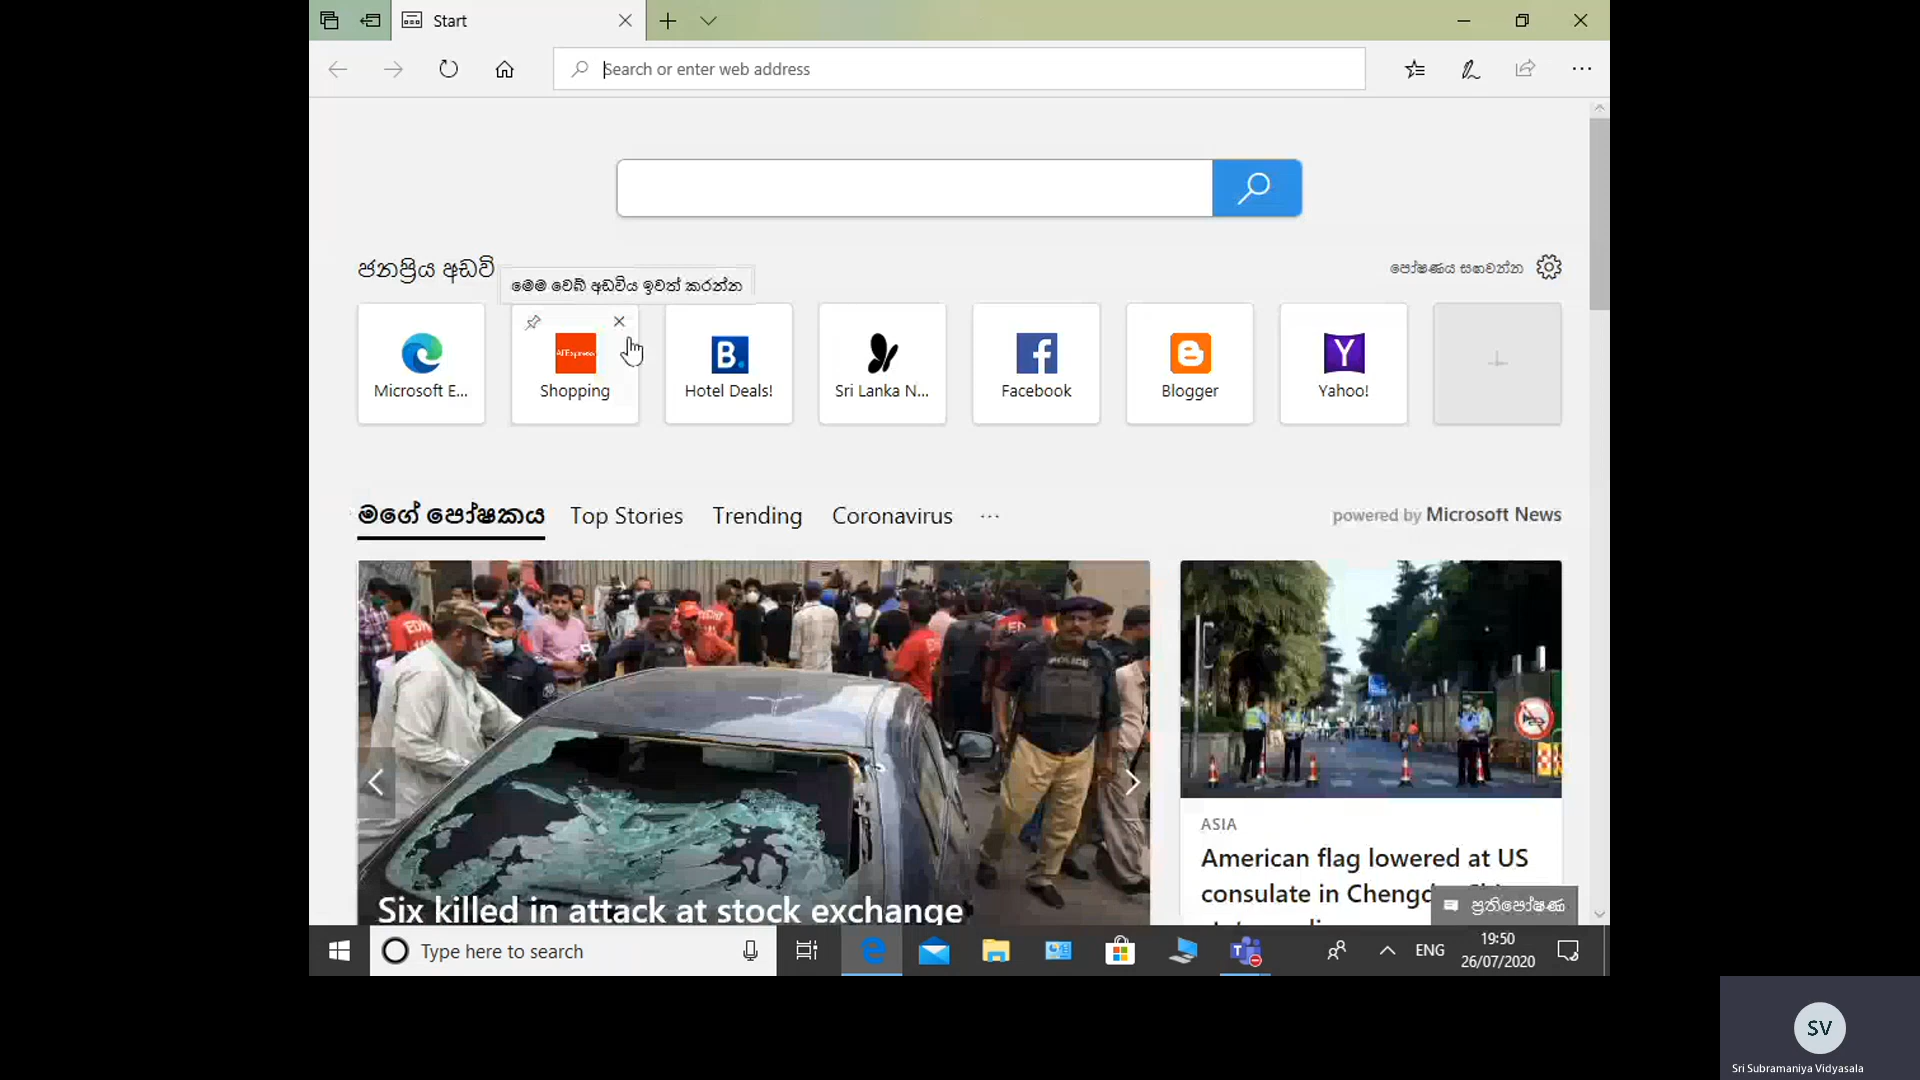 Start
Search or enter web address
ජනප්‍රිය අඩවි
මෙම වෙබ් අඩවිය ඉවත් කරන්න
පෝෂණය සඟවන්න
AliExpress
Microsoft E...
Shopping
Hotel Deals!
Sri Lanka N...
Facebook
Blogger
Yahoo!
මගේ පෝෂකය
Top Stories
Trending
Coronavirus
powered by Microsoft News
ASIA
American flag lowered at US
consulate in Chengdu
Six killed in attack at stock exchange
ප්‍රතිපෝෂණ
Type here to search
ENG
19:50
26/07/2020
SV
Sri Subramaniya Vidyasala